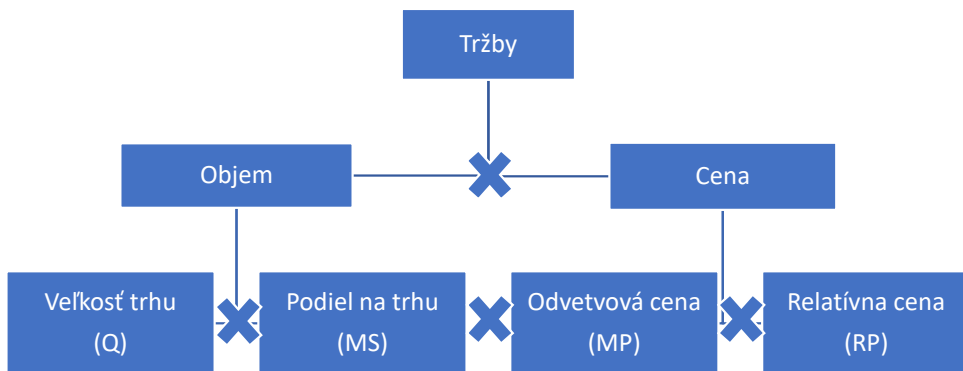 Tržby
Objem
Cena
Veľkosť trhu
(Q)
Podiel na trhu
(MS)
Odvetvová cena
(MP)
Relatívna cena
(RP)